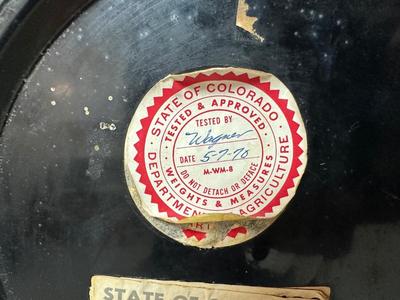 STATE OF COLORADO
TESTED & APPROVED
TESTED BY
Wagner
DATE 5-7-70
M-WM-8
DO NOT DETACH OR DEFACE
WEIGHTS & MEASURES
DEPARTMENT AGRICULTURE
STATE OF